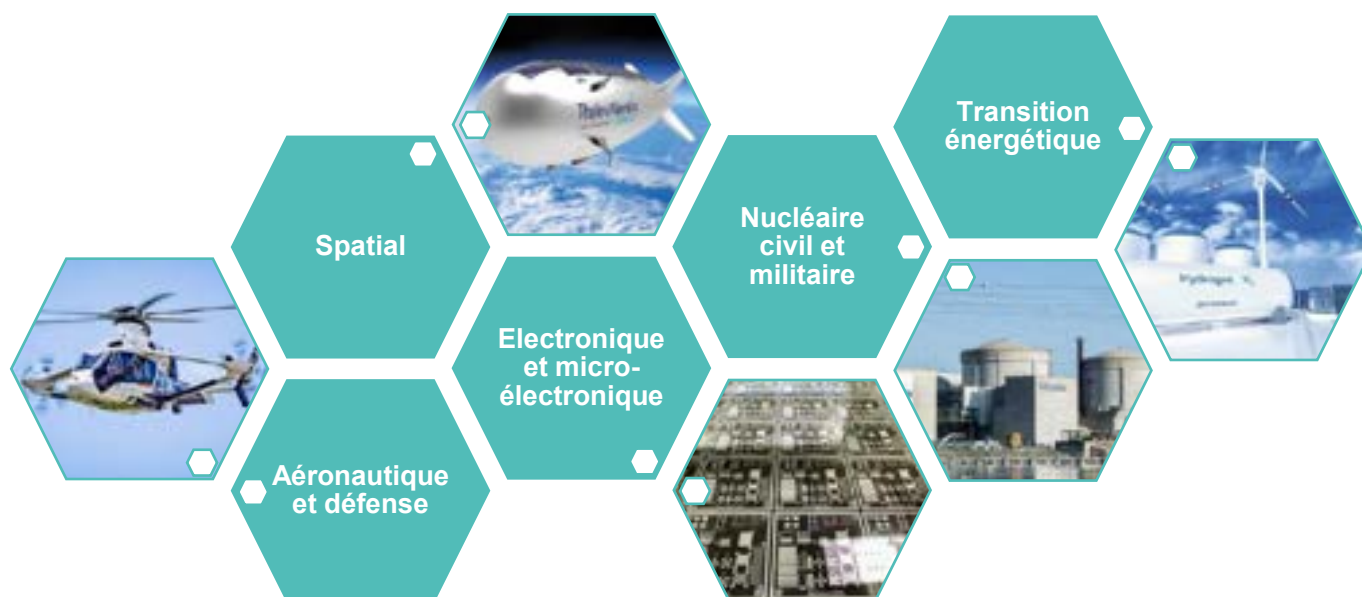 Transition
énergétique
Spatial
Nucléaire
civil et
militaire
Electronique
et micro-
électronique
Aéronautique
et défense